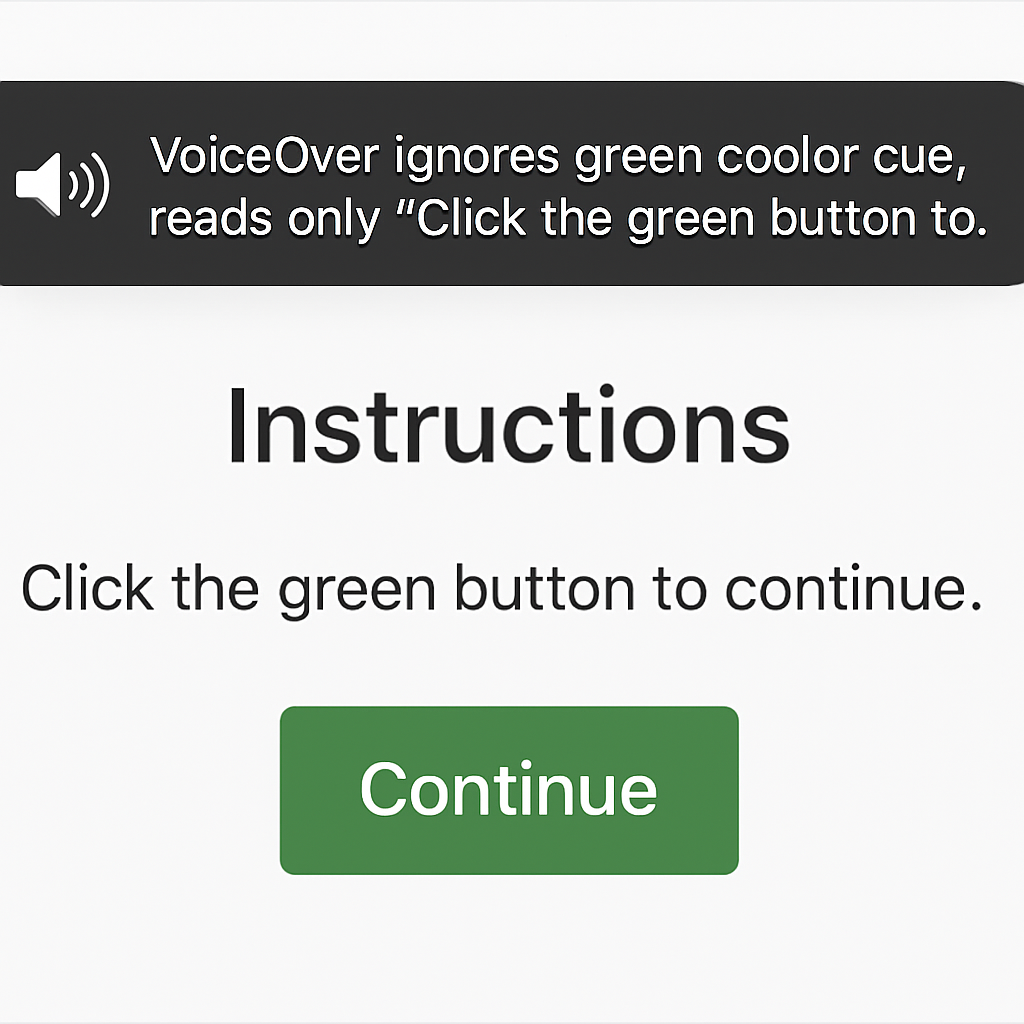 VoiceOver ignores green coolor cue,
reads only “Click the green button to.
Instructions
Click the green button to continue.
Continue